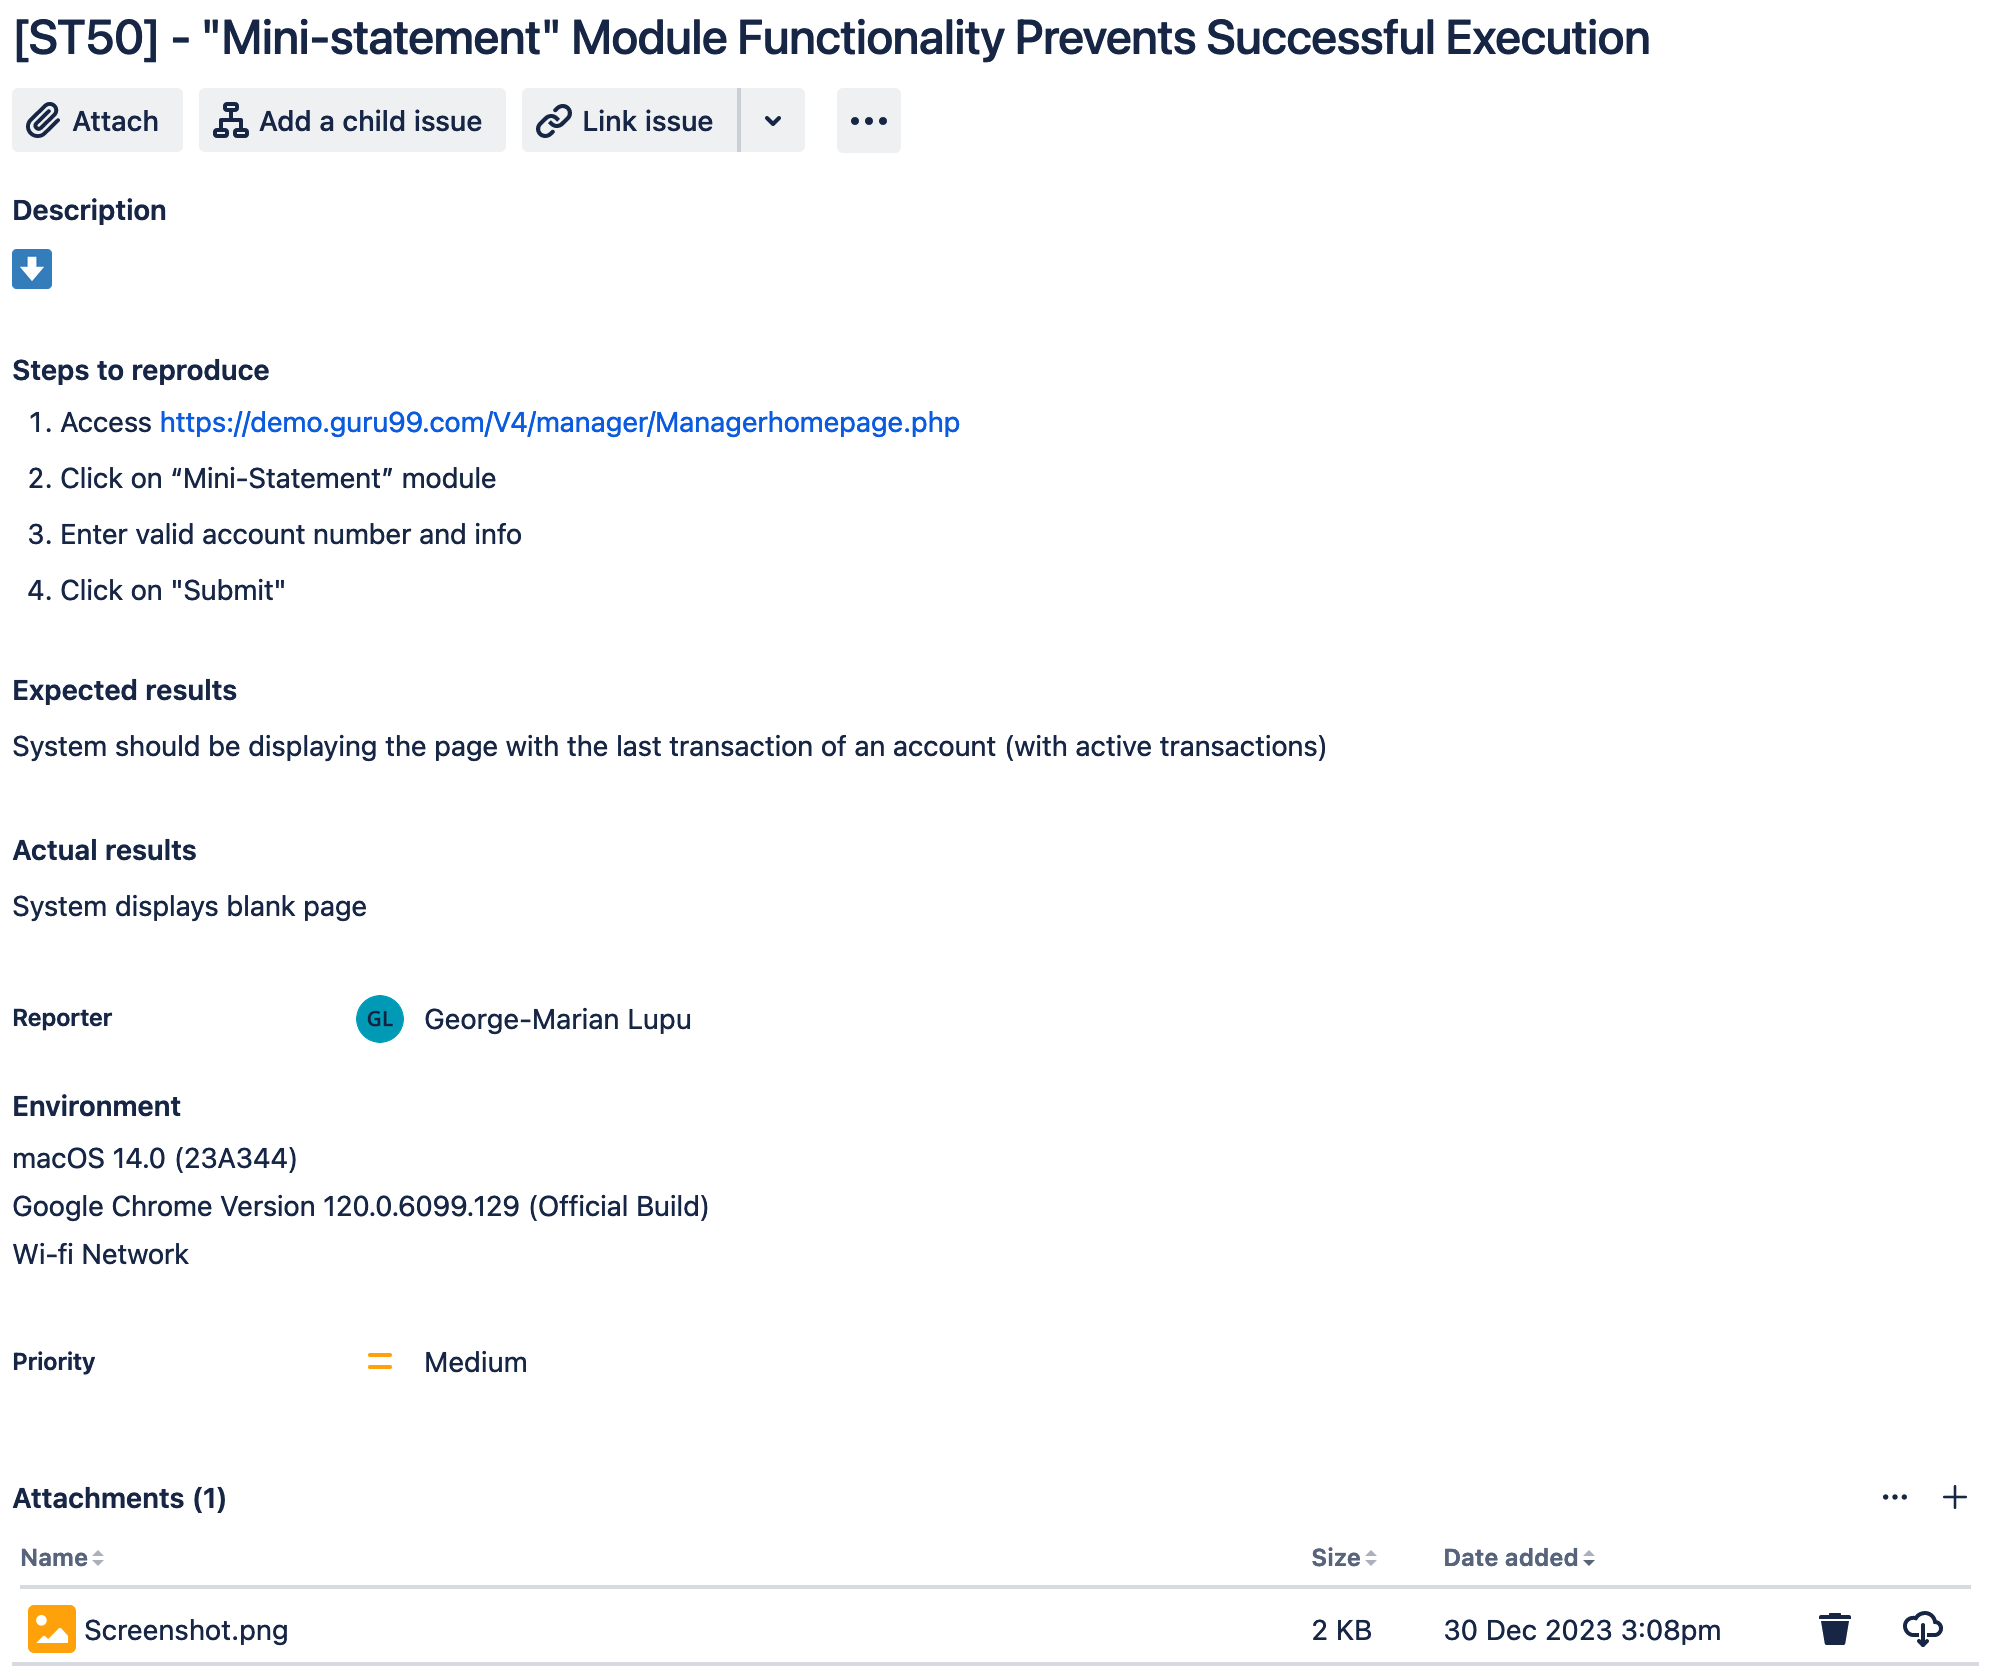 [ST50] - "Mini-statement" Module Functionality Prevents Successful Execution
Attach
Add a child issue
Link issue
Description
Steps to reproduce
1. Access https://demo.guru99.com/V4/manager/Managerhomepage.php
2. Click on “Mini-Statement” module
3. Enter valid account number and info
4. Click on "Submit"
Expected results
System should be displaying the page with the last transaction of an account (with active transactions)
Actual results
System displays blank page
Reporter GL George-Marian Lupu
Environment
macOS 14.0 (23A344)
Google Chrome Version 120.0.6099.129 (Official Build)
Wi-fi Network
Priority Medium
Attachments (1)
Name Size Date added
Screenshot.png 2 KB 30 Dec 2023 3:08pm